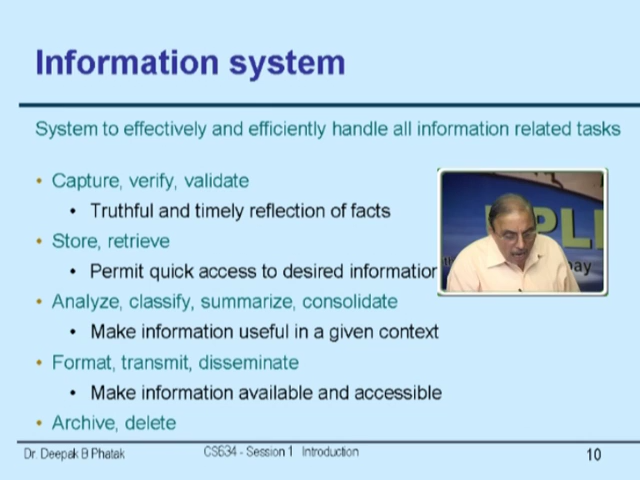 Information system
System to effectively and efficiently handle all information related tasks
• Capture, verify, validate
• Truthful and timely reflection of facts
• Store, retrieve
• Permit quick access to desired information
• Analyze, classify, summarize, consolidate
• Make information useful in a given context
• Format, transmit, disseminate
• Make information available and accessible
• Archive, delete
Dr. Deepak B Phatak CS634 - Session 1 Introduction 10